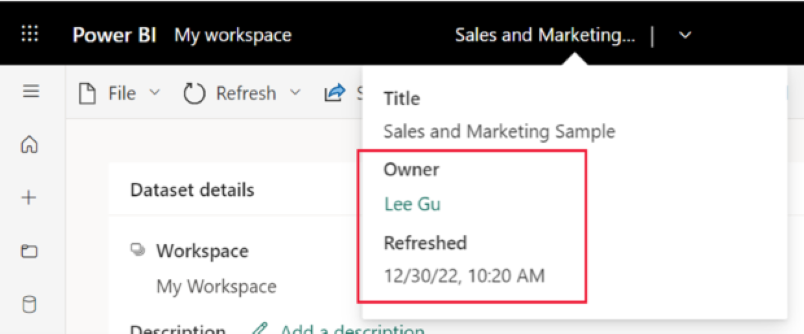 Power BI My workspace Sales and Marketing... |
File Refresh
Title
Sales and Marketing Sample
Owner
Lee Gu
Refreshed
12/30/22, 10:20 AM
Dataset details
Workspace
My Workspace
Description Add a description